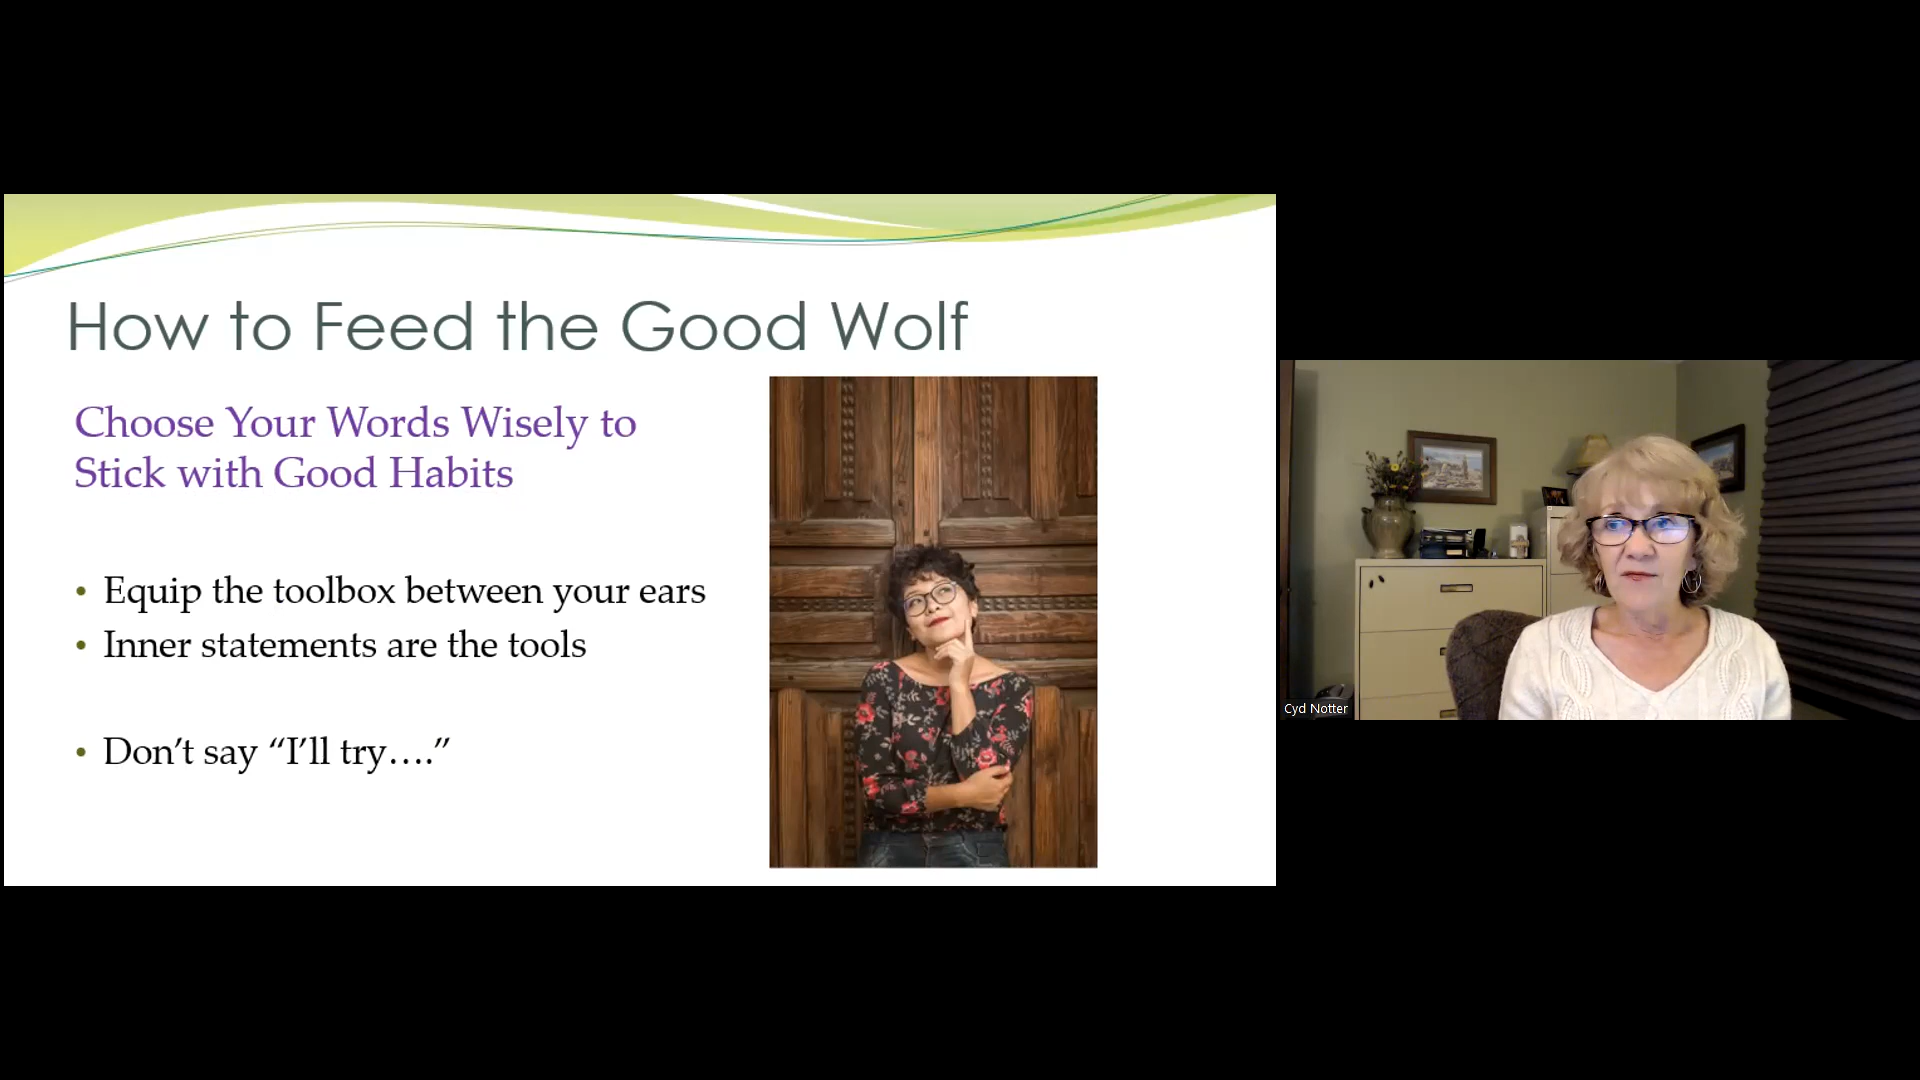 How to Feed the Good Wolf
Choose Your Words Wisely to
Stick with Good Habits
• Equip the toolbox between your ears
• Inner statements are the tools
• Don’t say “I’ll try….”
Cyd Notter